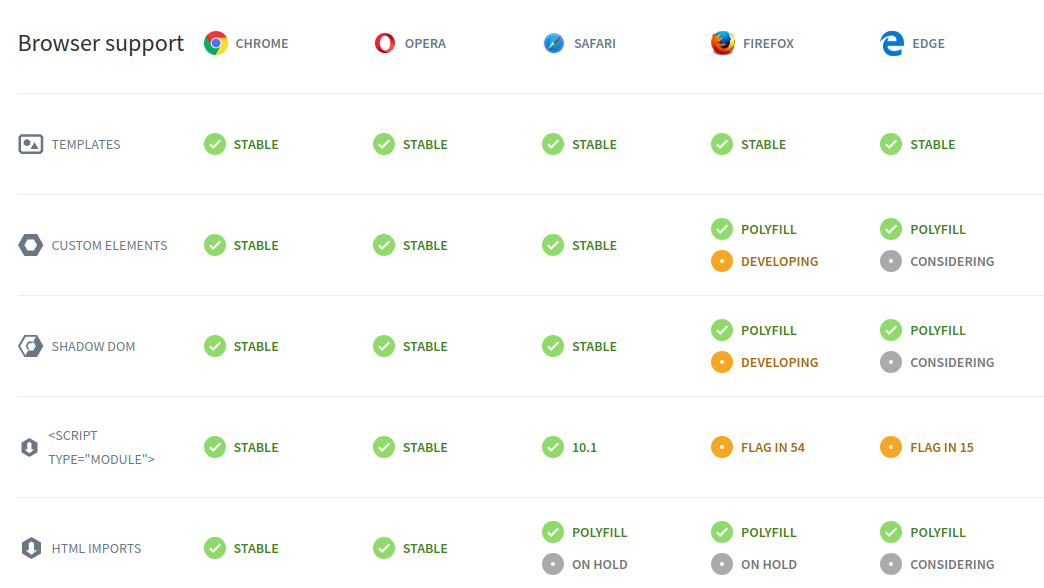 Browser support CHROME OPERA SAFARI FIREFOX EDGE
TEMPLATES STABLE STABLE STABLE STABLE STABLE
POLYFILL POLYFILL
CUSTOM ELEMENTS STABLE STABLE STABLE
DEVELOPING CONSIDERING
POLYFILL POLYFILL
SHADOW DOM STABLE STABLE STABLE
DEVELOPING CONSIDERING
<SCRIPT
STABLE STABLE 10.1 FLAG IN 54 FLAG IN 15
TYPE="MODULE">
POLYFILL POLYFILL POLYFILL
HTML IMPORTS STABLE STABLE
ON HOLD ON HOLD CONSIDERING